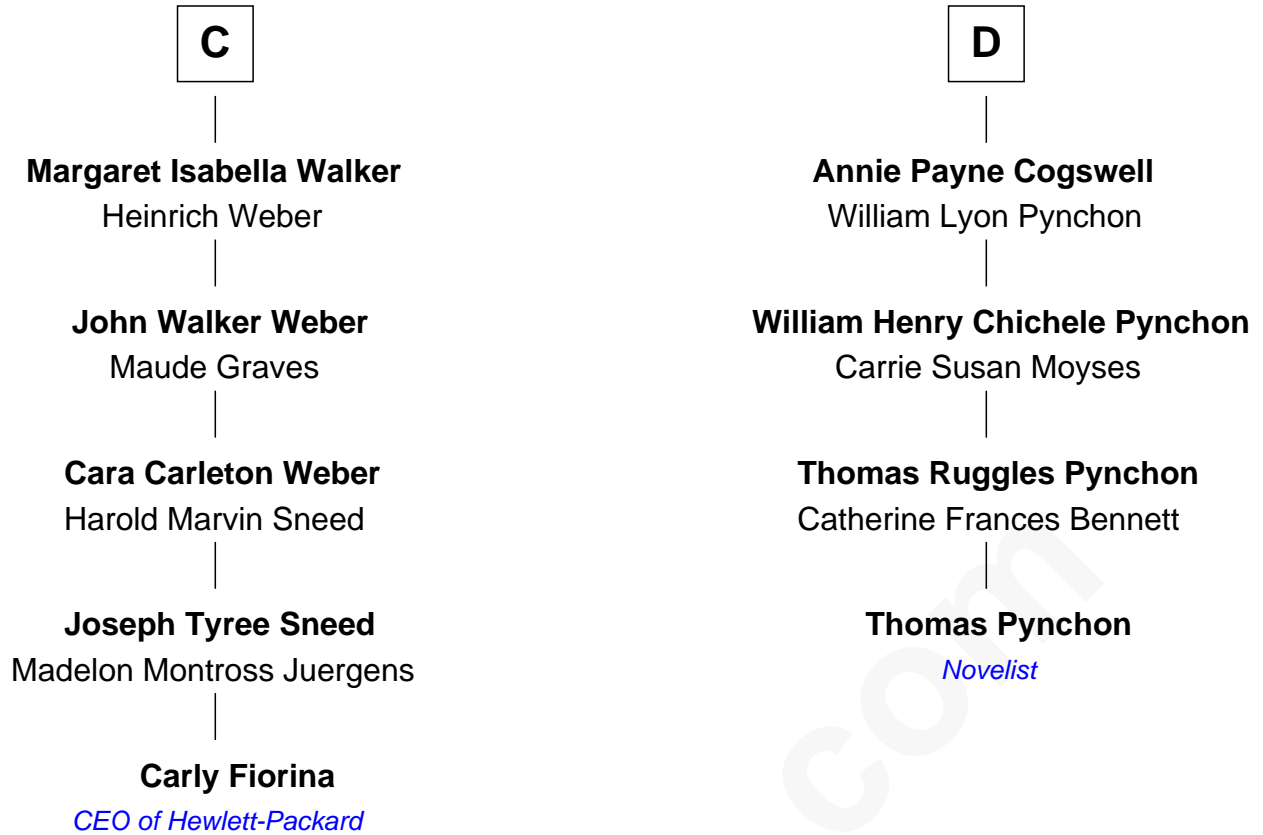 C
Margaret Isabella Walker
Heinrich Weber
John Walker Weber
Maude Graves
Cara Carleton Weber
Harold Marvin Sneed
Joseph Tyree Sneed
Madelon Montross Juergens
Carly Fiorina
CEO of Hewlett-Packard
D
Annie Payne Cogswell
William Lyon Pynchon
William Henry Chichele Pynchon
Carrie Susan Moyses
Thomas Ruggles Pynchon
Catherine Frances Bennett
Thomas Pynchon
Novelist
com